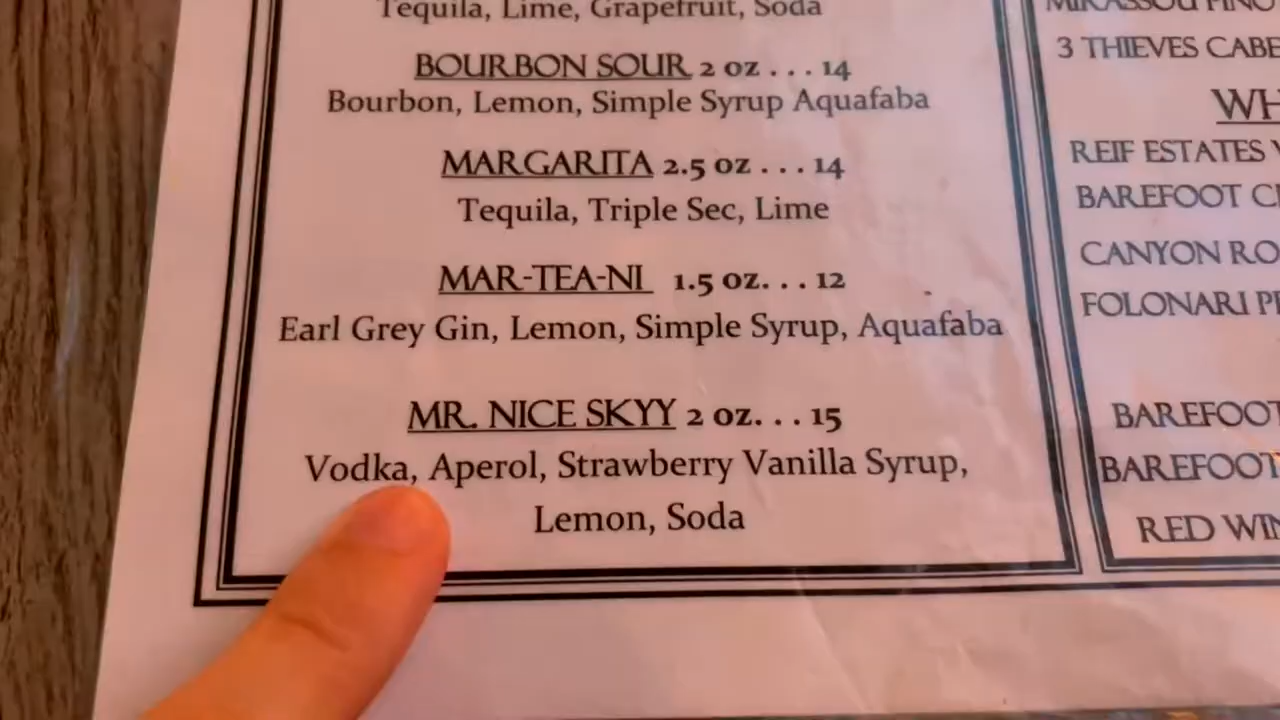 Tequila, Lime, Grapefruit, Soda
BOURBON SOUR 2 OZ . . . 14
Bourbon, Lemon, Simple Syrup Aquafaba
MARGARITA 2.5 OZ . . . 14
Tequila, Triple Sec, Lime
MAR-TEA-NI 1.5 OZ. . . 12
Earl Grey Gin, Lemon, Simple Syrup, Aquafaba
MR. NICE SKYY 2 OZ. . . 15
Vodka, Aperol, Strawberry Vanilla Syrup,
Lemon, Soda
MIRASSOU
3 THIEVES
REIF ESTATES
BAREFOOT
CANYON
FOLONARI
BAREFOOT
BAREFOOT
RED